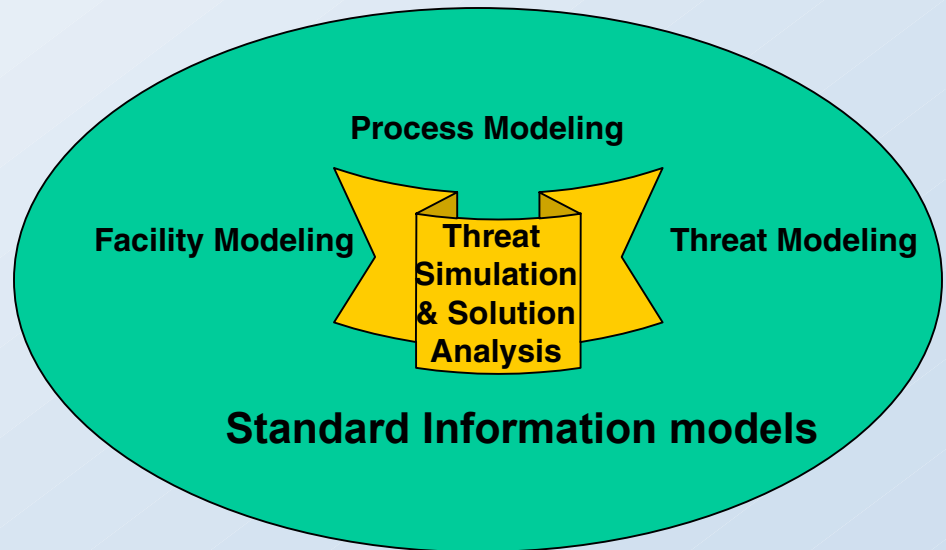 Process Modeling
Facility Modeling
Threat
Simulation
& Solution
Analysis
Threat Modeling
Standard Information models